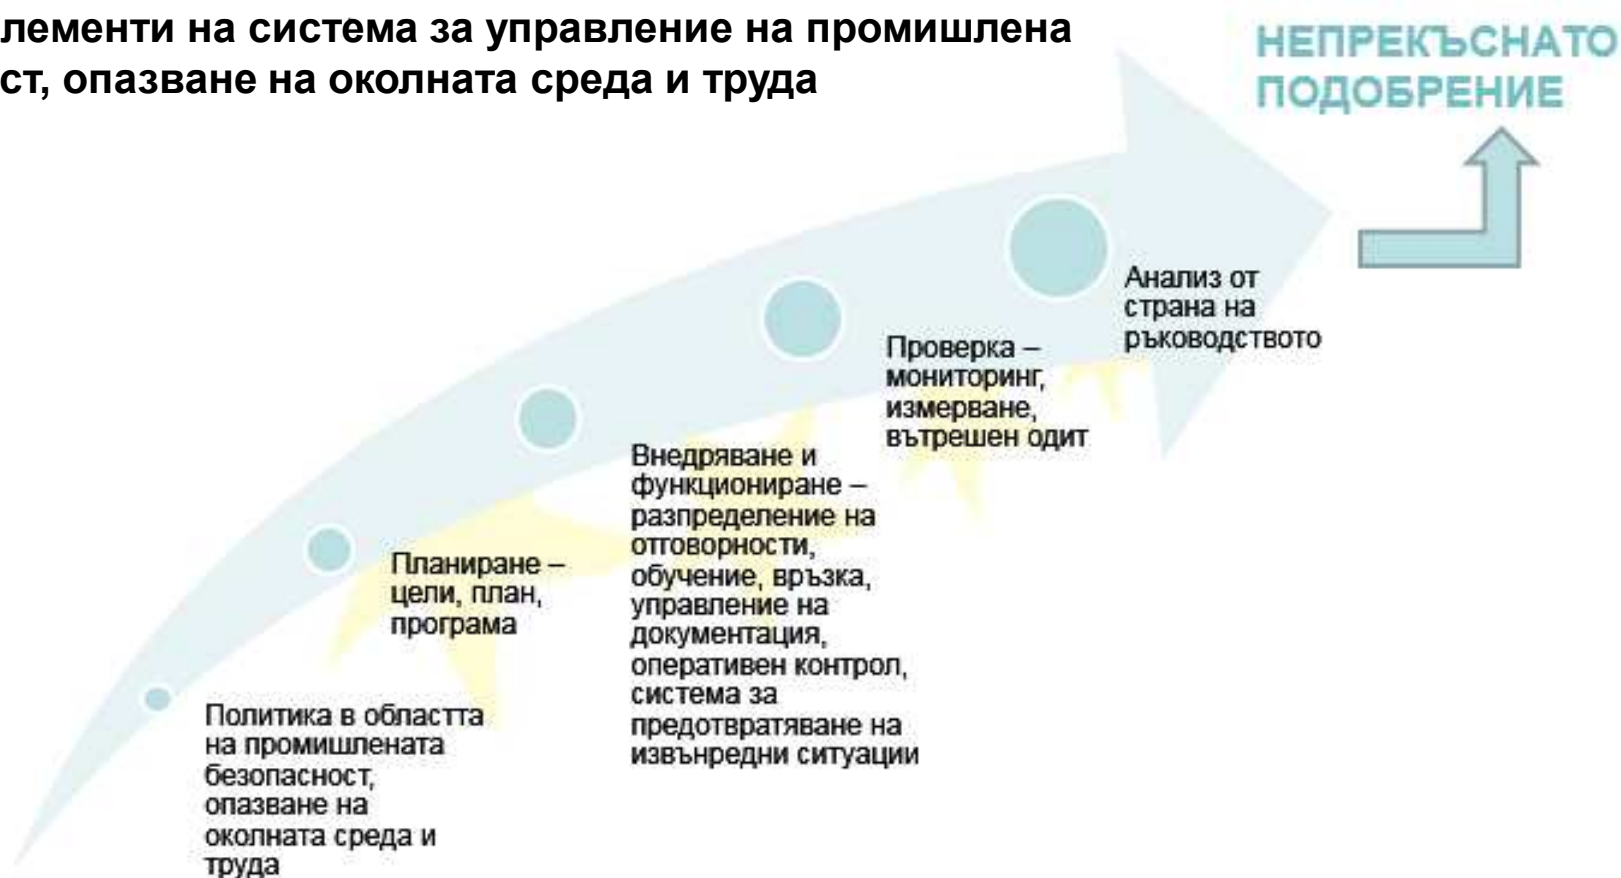 лементи на система за управление на промишлена
ст, опазване на околната среда и труда
НЕПРЕКЪСНАТО
ПОДОБРЕНИЕ
Анализ от
страна на
ръководството
Проверка –
мониторинг,
измерване,
вътрешен одит
Внедряване и
функциониране –
разпределение на
отговорности,
обучение, връзка,
управление на
документация,
оперативен контрол,
система за
предотвратяване на
извънредни ситуации
Планиране –
цели, план,
програма
Политика в областта
на промишлената
безопасност,
опазване на
околната среда и
труда